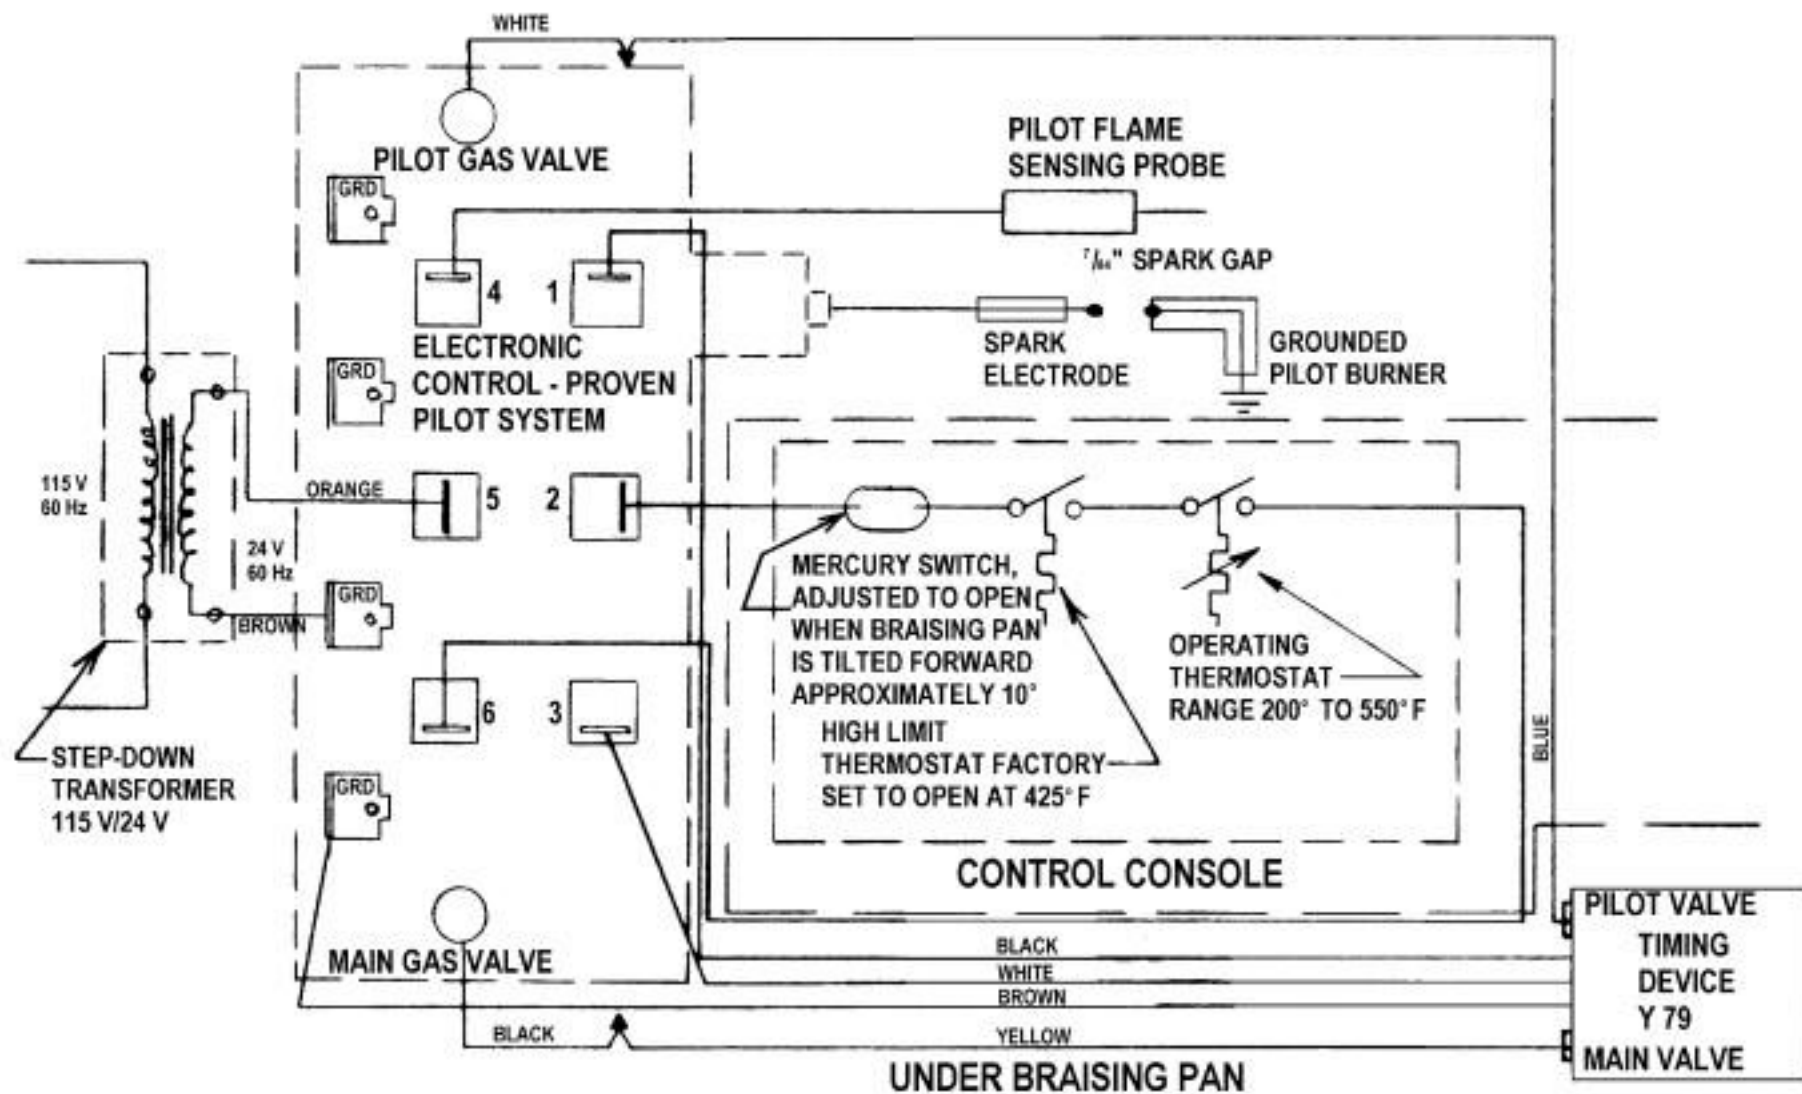 WHITE
PILOT GAS VALVE
GRD
PILOT FLAME
SENSING PROBE
4
1
" SPARK GAP
ELECTRONIC
CONTROL - PROVEN
PILOT SYSTEM
GRD
SPARK
ELECTRODE
GROUNDED
PILOT BURNER
115 V
60 Hz
ORANGE
5
2
24 V
60 Hz
GRD
BROWN
MERCURY SWITCH,
ADJUSTED TO OPEN
WHEN BRAISING PAN
IS TILTED FORWARD
APPROXIMATELY 10°
OPERATING
THERMOSTAT
RANGE 200° TO 550° F
6
3
HIGH LIMIT
THERMOSTAT FACTORY
SET TO OPEN AT 425° F
BLUE
STEP-DOWN
TRANSFORMER
115 V/24 V
GRD
CONTROL CONSOLE
MAIN GAS VALVE
BLACK
WHITE
BROWN
BLACK
YELLOW
PILOT VALVE
TIMING
DEVICE
Y 79
MAIN VALVE
UNDER BRAISING PAN